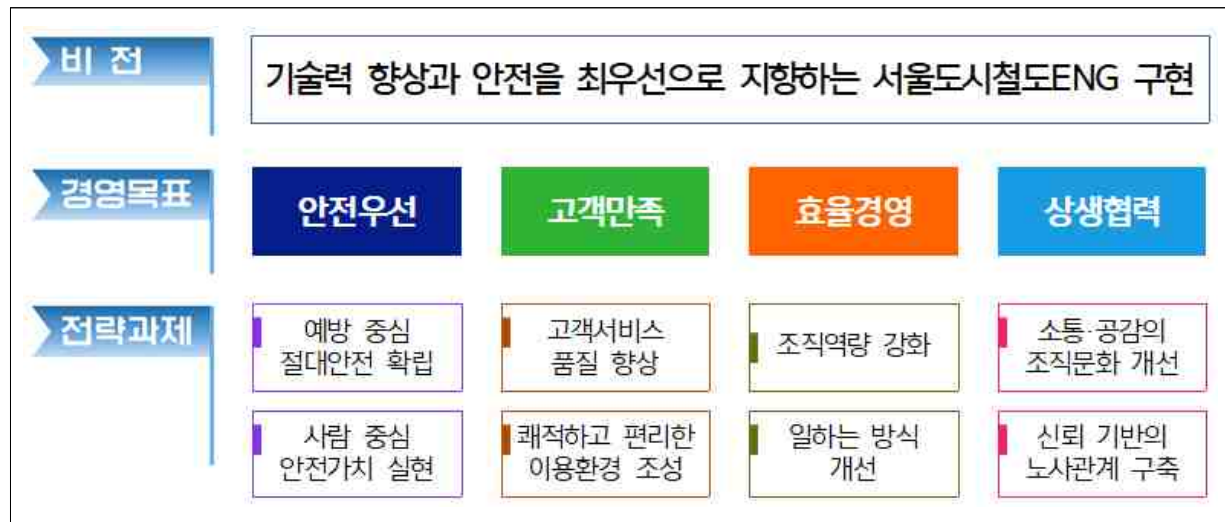 비 전
기술력 향상과 안전을 최우선으로 지향하는 서울도시철도ENG 구현
경영목표
안전우선
고객만족
효율경영
상생협력
전략과제
예방 중심
절대안전 확립
고객서비스
품질 향상
조직역량 강화
소통·공감의
조직문화 개선
사람 중심
안전가치 실현
쾌적하고 편리한
이용환경 조성
일하는 방식
개선
신뢰 기반의
노사관계 구축